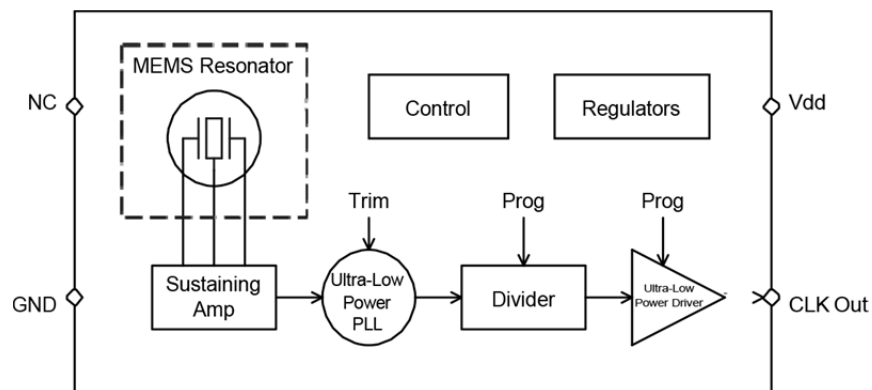 MEMS Resonator
NC
Control
Regulators
Vdd
Trim
Prog
Prog
GND
Sustaining
Amp
Ultra-Low
Power
PLL
Divider
Ultra-Low
Power Driver
CLK Out